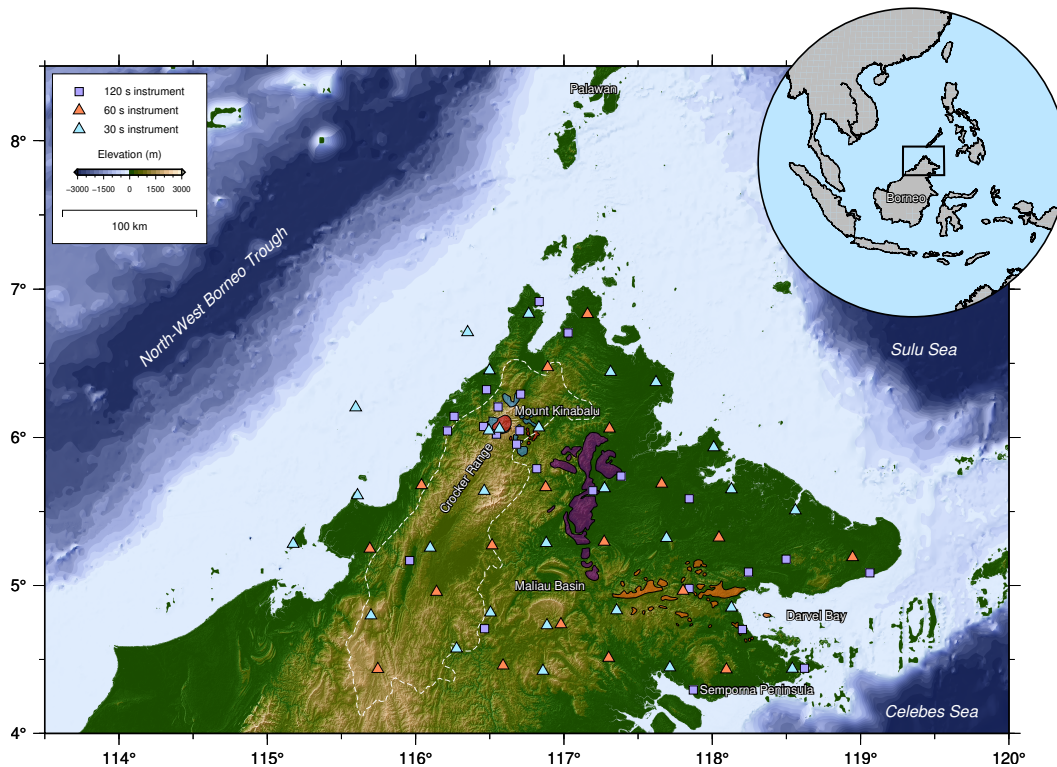 120 s instrument
60 s instrument
30 s instrument
Elevation (m)
−3000 −1500 0 1500 3000
100 km
Palawan
Borneo
North-West Borneo Trough
Sulu Sea
Mount Kinabalu
Crocker Range
Maliau Basin
Darvel Bay
Semporna Peninsula
Celebes Sea
8°
7°
6°
5°
4°
114° 115° 116° 117° 118° 119° 120°